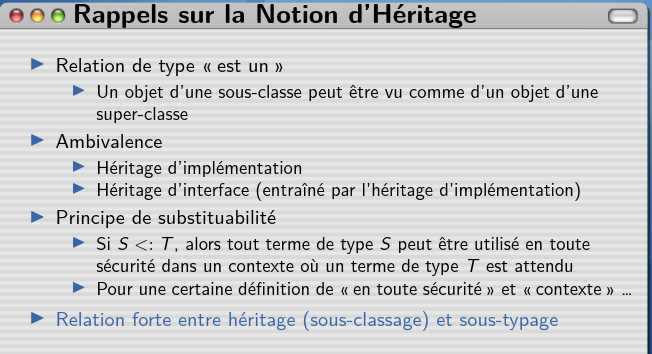 Rappels sur la Notion d'Héritage
Relation de type « est un »
Un objet d'une sous-classe peut être vu comme d'un objet d'une
super-classe
Ambivalence
Héritage d'implémentation
Héritage d'interface (entraîné par l'héritage d'implémentation)
Principe de substituabilité
Si S <: T, alors tout terme de type S peut être utilisé en toute
sécurité dans un contexte où un terme de type T est attendu
Pour une certaine définition de « en toute sécurité » et « contexte » ...
Relation forte entre héritage (sous-classage) et sous-typage